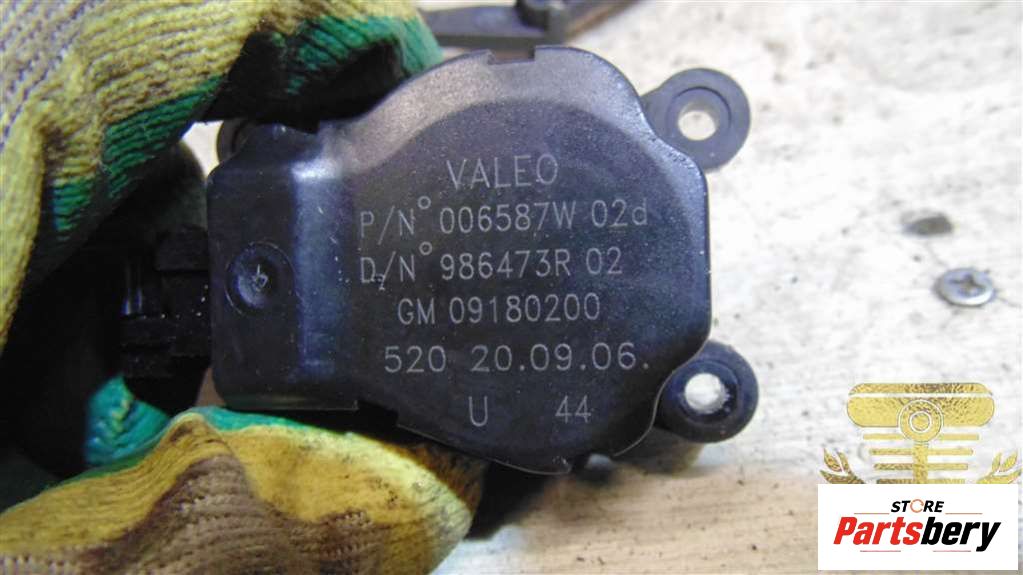 VALEO
P/N° 006587W 02d
D/N° 986473R 02
GM 09180200
520 20.09.06.
U 44
STORE
Partsbery